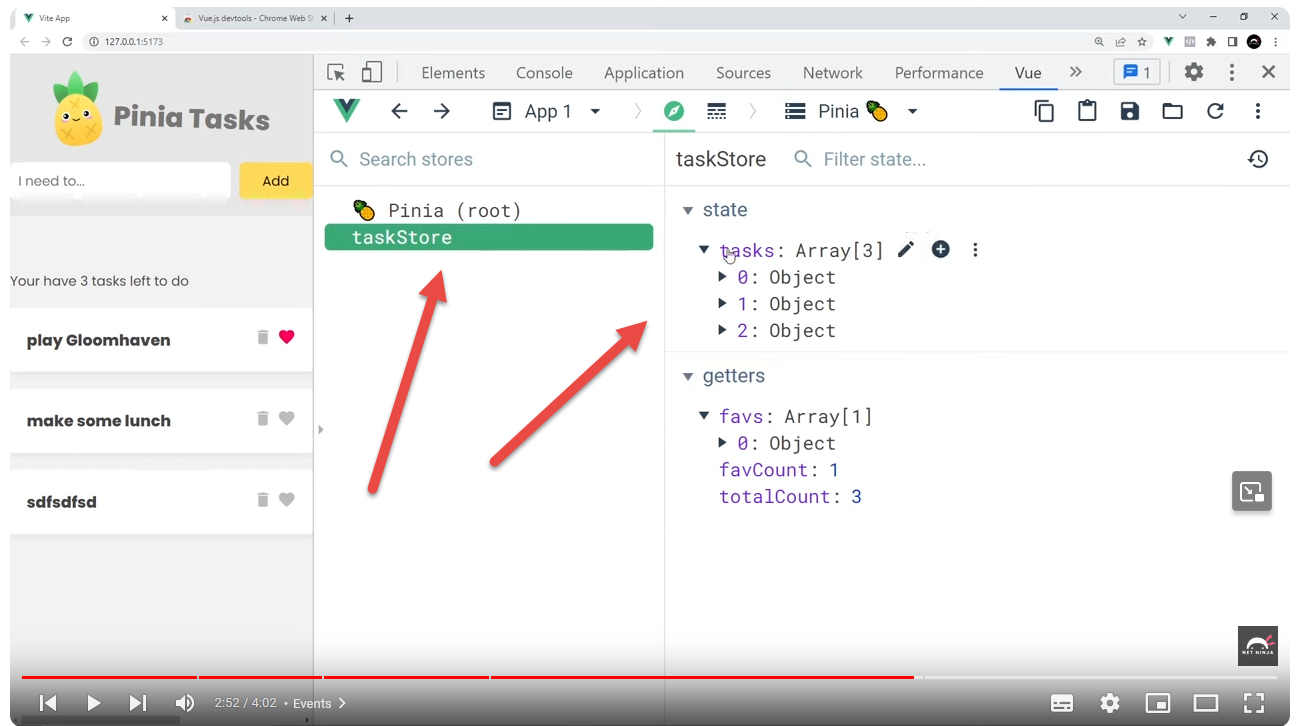 Vite App
Vue.js devtools - Chrome Web St
127.0.0.1:5173
Pinia Tasks
I need to...
Add
Your have 3 tasks left to do
play Gloomhaven
make some lunch
sdfsdfsd
Elements Console Application Sources Network Performance Vue 1
App 1 Pinia
Search stores
Pinia (root)
taskStore
taskStore Filter state...
state
tasks: Array[3]
0: Object
1: Object
2: Object
getters
favs: Array[1]
0: Object
favCount: 1
totalCount: 3
NET NINJA
2:52 / 4:02 • Events